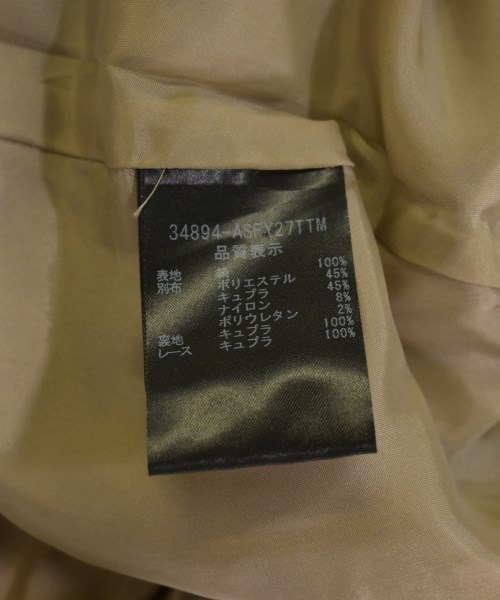 34894-ASFY27TTM
品質表示
表地 綿 100%
別布 ポリエステル 45%
キュプラ 45%
ナイロン 8%
ポリウレタン 2%
裏地 キュプラ 100%
レース キュプラ 100%